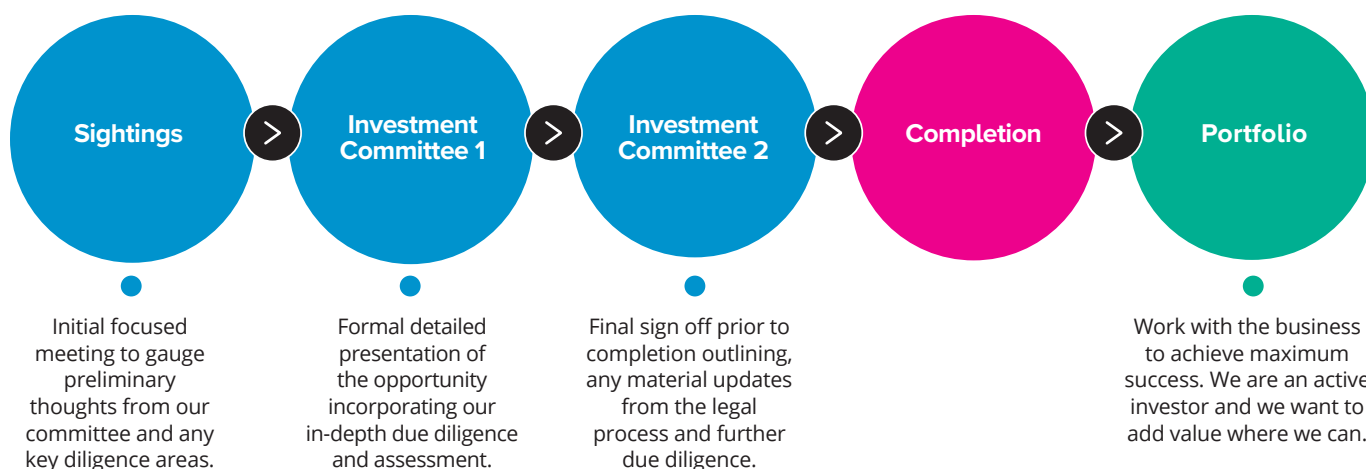 Sightings
Investment
Committee 1
Investment
Committee 2
Completion
Portfolio
Initial focused
meeting to gauge
preliminary
thoughts from our
committee and any
key diligence areas.
Formal detailed
presentation of
the opportunity
incorporating our
in-depth due diligence
and assessment.
Final sign off prior to
completion outlining,
any material updates
from the legal
process and further
due diligence.
Work with the business
to achieve maximum
success. We are an active
investor and we want to
add value where we can.